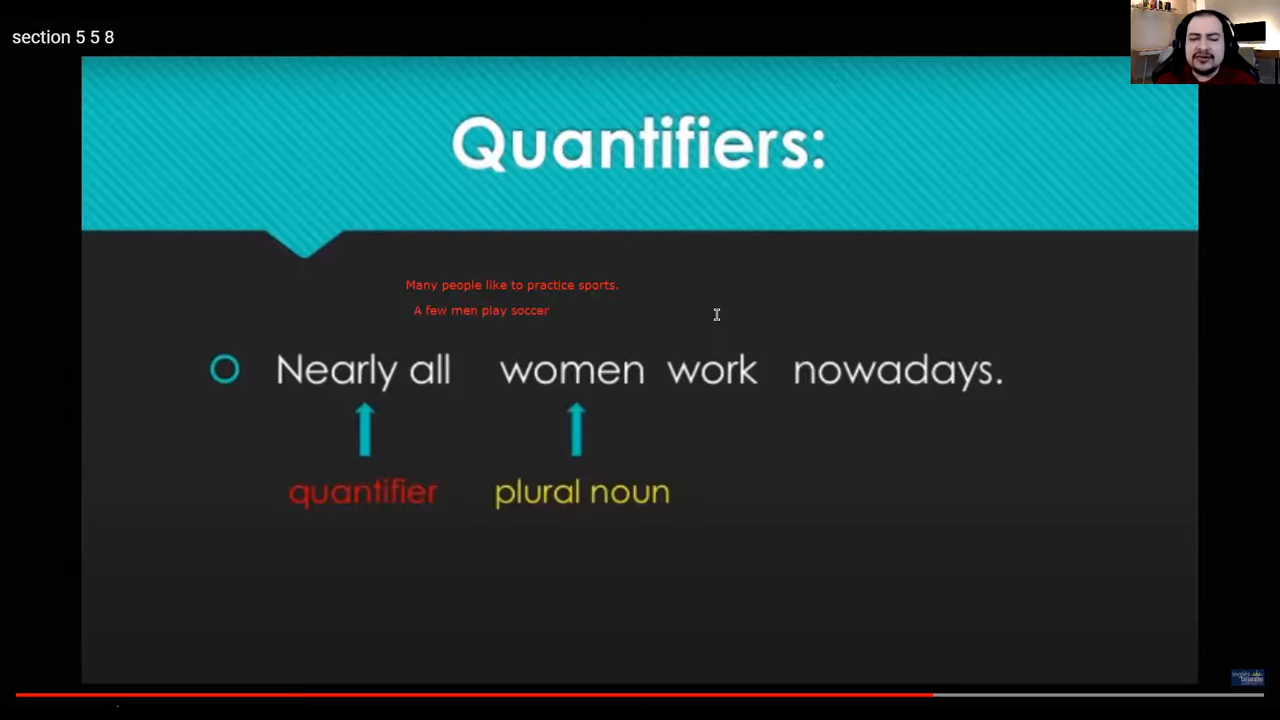 section 5 5 8
Quantifiers:
Many people like to practice sports.
A few men play soccer
Nearly all women work nowadays.
quantifier plural noun